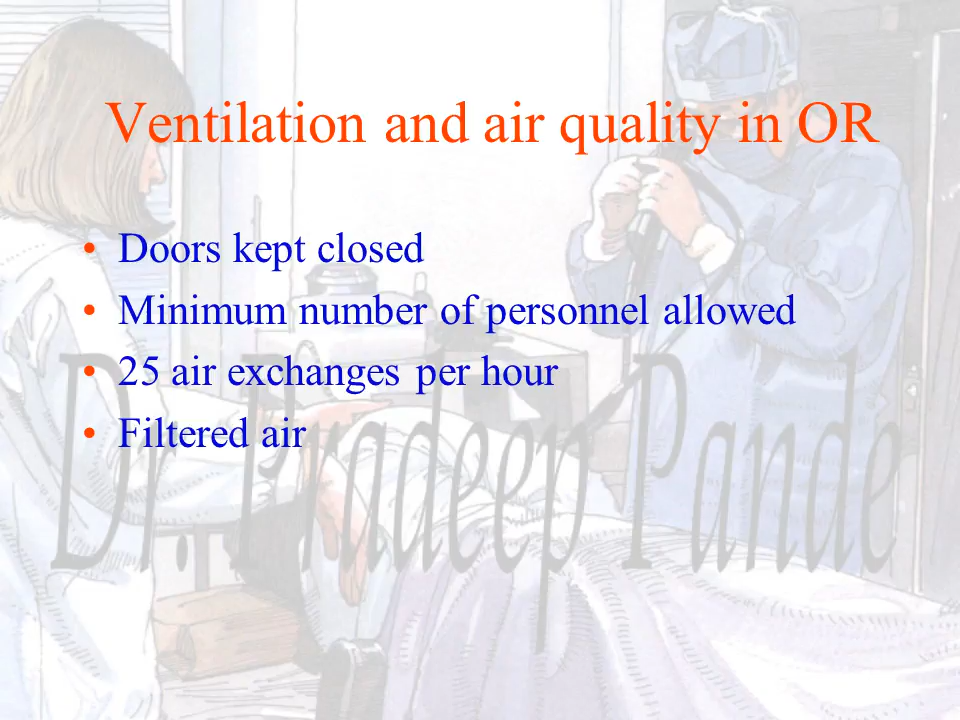 Ventilation and air quality in OR
• Doors kept closed
• Minimum number of personnel allowed
• 25 air exchanges per hour
• Filtered air
Dr. Pradeep Pande